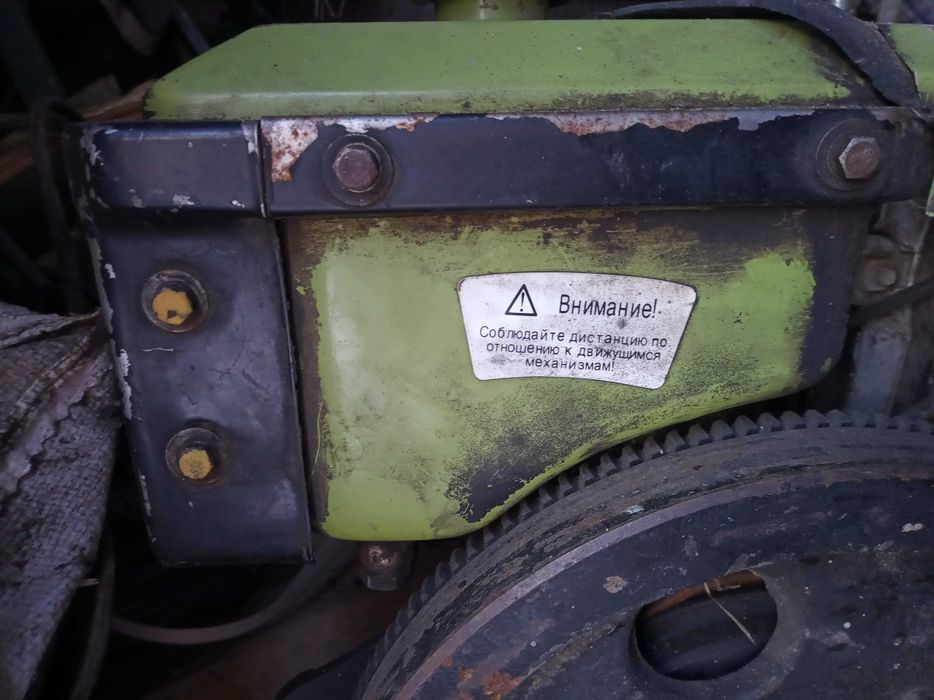 Внимание!
Соблюдайте дистанцию по
отношению к движущимся
механизмам!